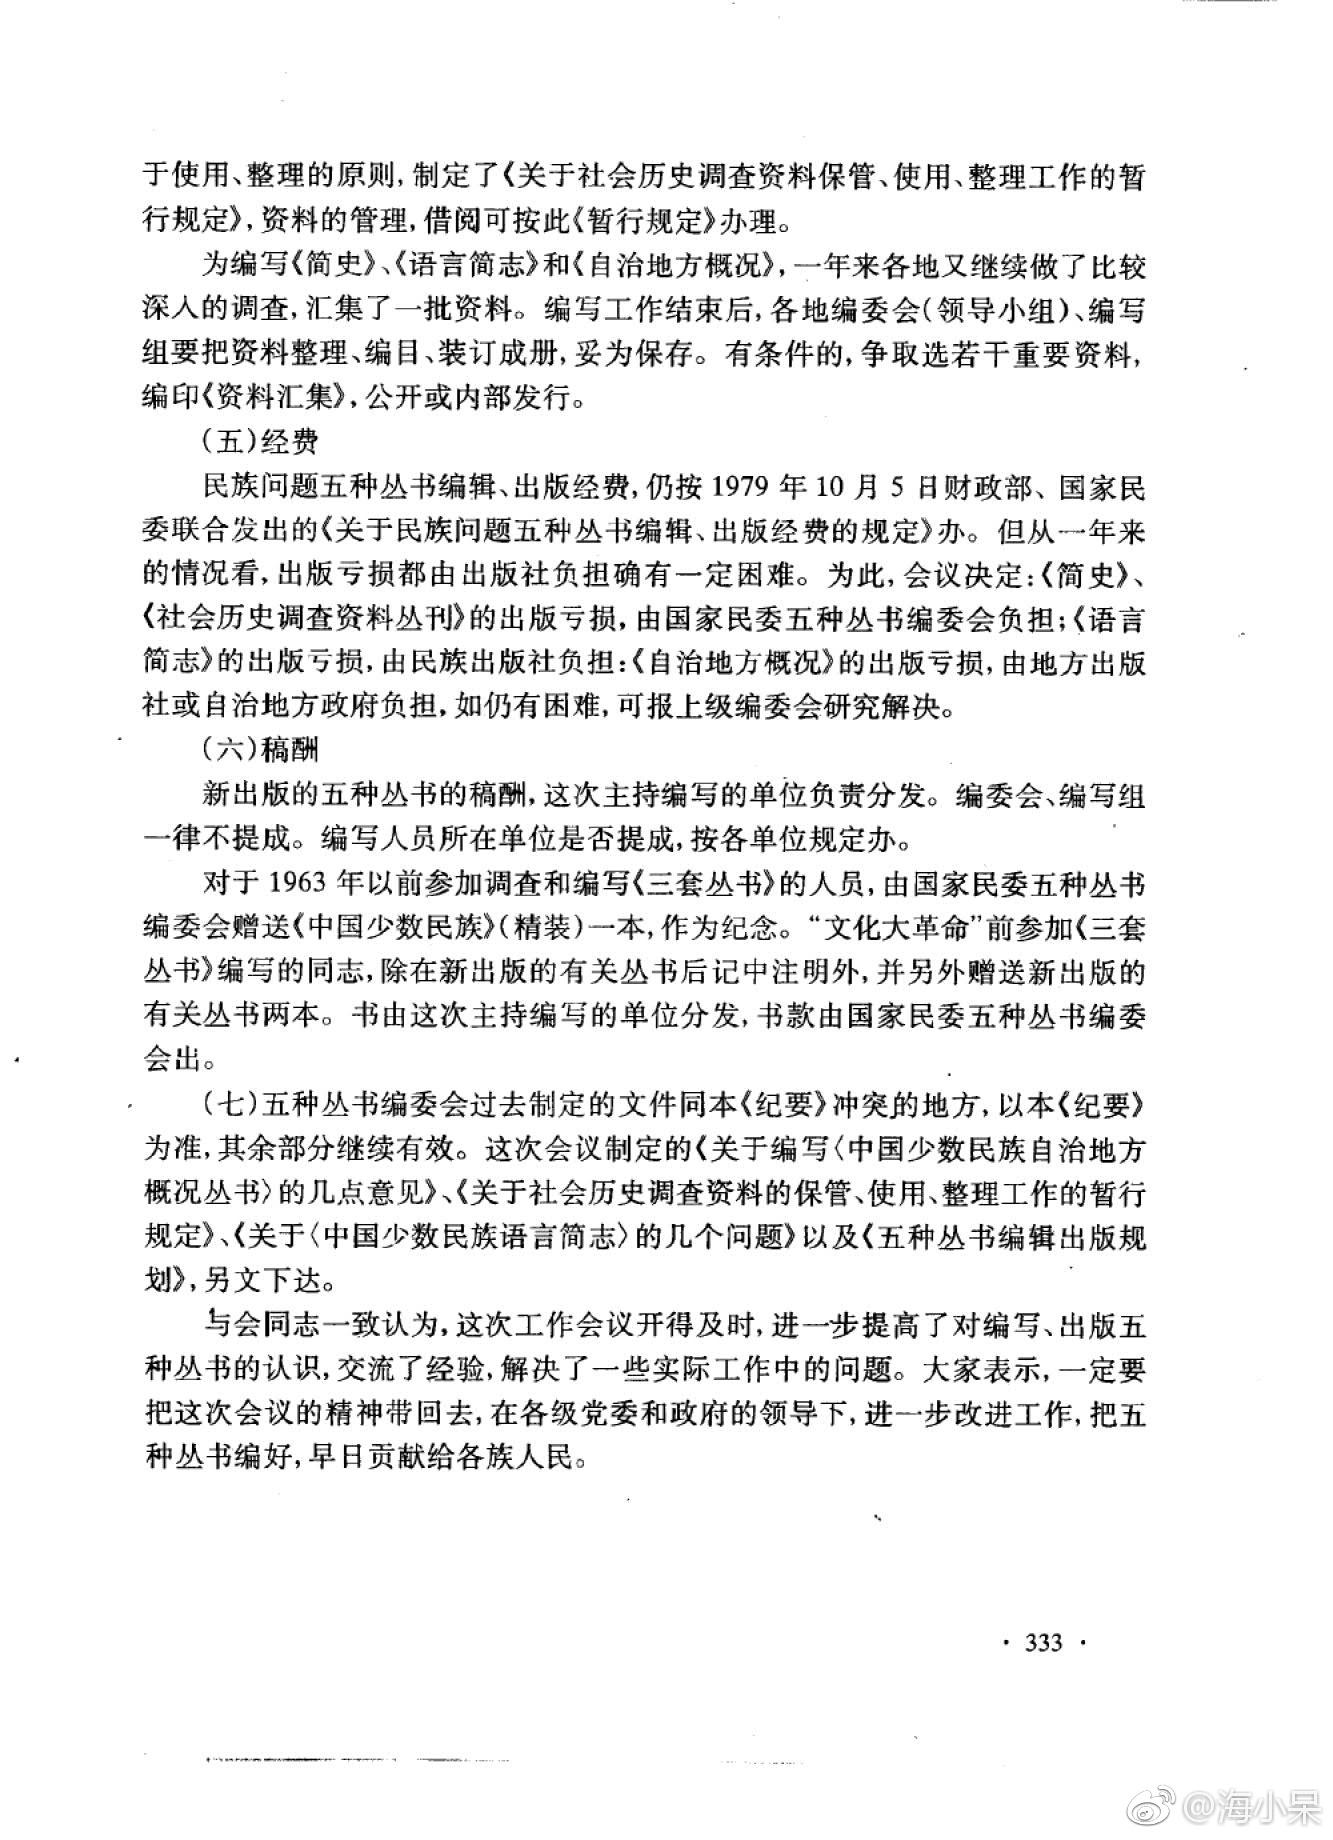 于使用、整理的原则，制定了《关于社会历史调查资料保管、使用、整理工作的暂
行规定》，资料的管理，借阅可按此《暂行规定》办理。
为编写《简史》、《语言简志》和《自治地方概况》，一年来各地又继续做了比较
深入的调查，汇集了一批资料。编写工作结束后，各地编委会（领导小组）、编写
组要把资料整理、编目、装订成册，妥为保存。有条件的，争取选若干重要资料，
编印《资料汇集》，公开或内部发行。
（五）经费
民族问题五种丛书编辑、出版经费，仍按 1979 年 10 月 5 日财政部、国家民
委联合发出的《关于民族问题五种丛书编辑、出版经费的规定》办。但从一年来
的情况看，出版亏损都由出版社负担确有一定困难。为此，会议决定：《简史》、
《社会历史调查资料丛刊》的出版亏损，由国家民委五种丛书编委会负担；《语言
简志》的出版亏损，由民族出版社负担：《自治地方概况》的出版亏损，由地方出版
社或自治地方政府负担，如仍有困难，可报上级编委会研究解决。
（六）稿酬
新出版的五种丛书的稿酬，这次主持编写的单位负责分发。编委会、编写组
一律不提成。编写人员所在单位是否提成，按各单位规定办。
对于 1963 年以前参加调查和编写《三套丛书》的人员，由国家民委五种丛书
编委会赠送《中国少数民族》（精装）一本，作为纪念。“文化大革命”前参加《三套
丛书》编写的同志，除在新出版的有关丛书后记中注明外，并另外赠送新出版的
有关丛书两本。书由这次主持编写的单位分发，书款由国家民委五种丛书编委
会出。
（七）五种丛书编委会过去制定的文件同本《纪要》冲突的地方，以本《纪要》
为准，其余部分继续有效。这次会议制定的《关于编写〈中国少数民族自治地方
概况丛书〉的几点意见》、《关于社会历史调查资料的保管、使用、整理工作的暂行
规定》、《关于〈中国少数民族语言简志〉的几个问题》以及《五种丛书编辑出版规
划》，另文下达。
与会同志一致认为，这次工作会议开得及时，进一步提高了对编写、出版五
种丛书的认识，交流了经验，解决了一些实际工作中的问题。大家表示，一定要
把这次会议的精神带回去，在各级党委和政府的领导下，进一步改进工作，把五
种丛书编好，早日贡献给各族人民。
· 333 ·
@海小呆